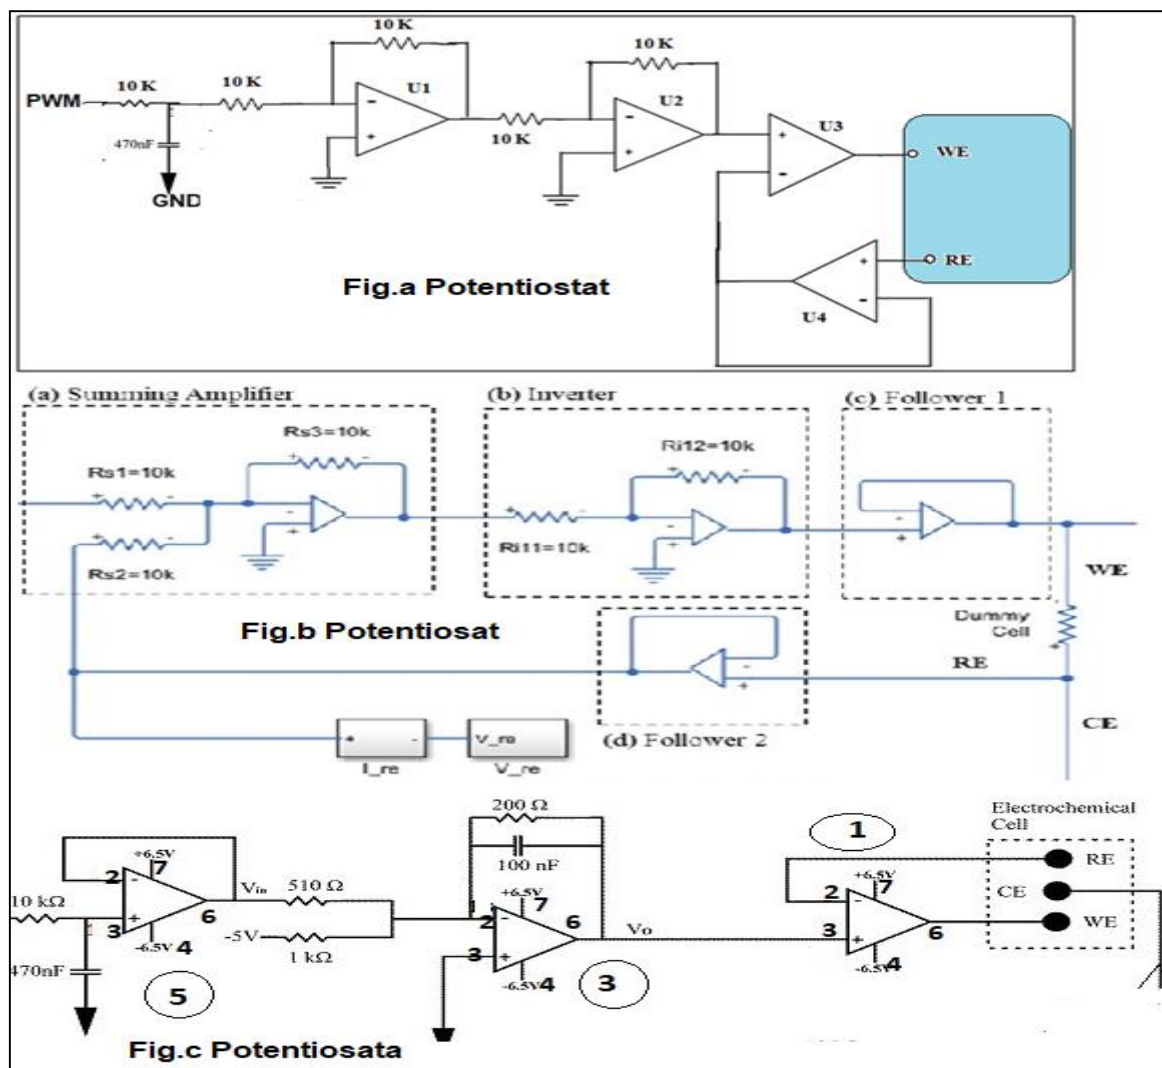 10 K
10 K
10 K
10 K
U1
U2
PWM
10 K
U3
470nF
WE
GND
RE
Fig.a Potentiostat
U4
(a) Summing Amplifier
(b) Inverter
(c) Follower 1
Rs3=10k
Ri12=10k
Rs1=10k
Ri11=10k
Rs2=10k
WE
Fig.b Potentiosat
Dummy Cell
RE
CE
(d) Follower 2
+ - V_re
I_re V_re
200 Ω
1
Electrochemical
Cell
100 nF
+6.5V 7
RE
2
Vin
510 Ω
+6.5V 7
2
CE
10 kΩ
6
+6.5V 7
2
6
WE
3
-5V
Vo
3
6
-6.5V 4
1 kΩ
3
-6.5V 4
470nF
5
-6.5V 4
3
Fig.c Potentiosata